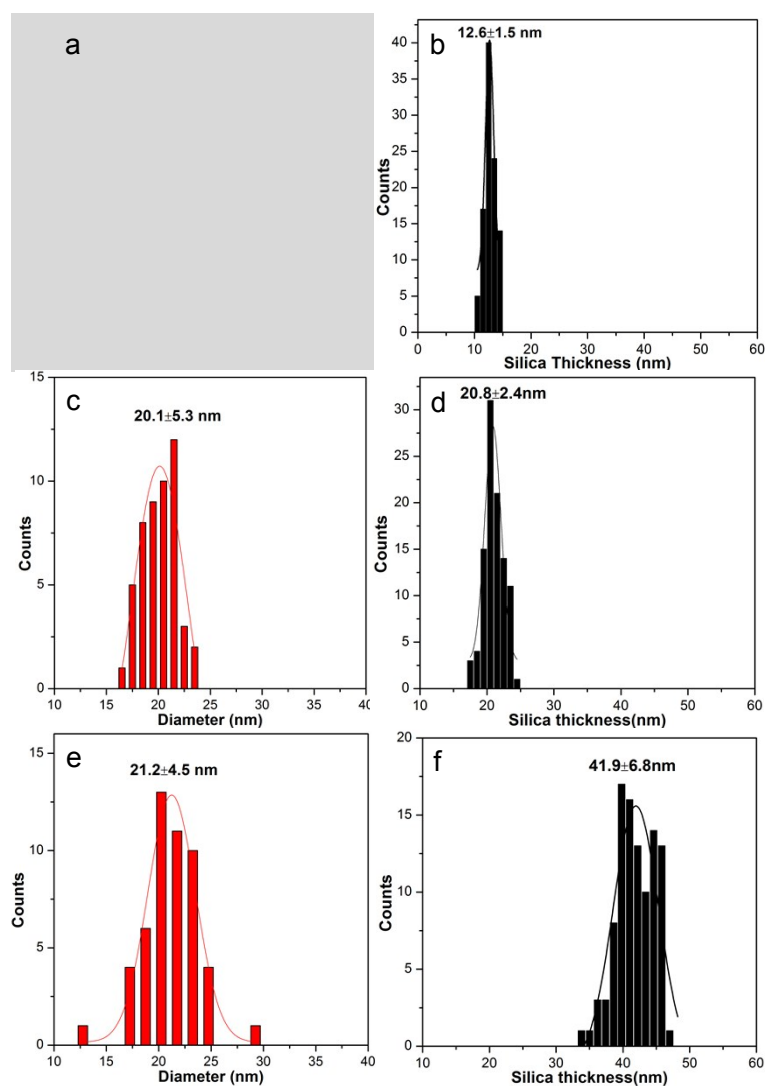 a
b
12.6±1.5 nm
Counts
40
35
30
25
20
15
10
5
0
0 10 20 30 40 50 60
Silica Thickness (nm)
c
20.1±5.3 nm
Counts
15
10
5
0
10 15 20 25 30 35 40
Diameter (nm)
d
20.8±2.4nm
Counts
30
25
20
15
10
5
0
10 20 30 40 50 60
Silica thickness(nm)
e
21.2±4.5 nm
Counts
15
10
5
0
10 15 20 25 30 35 40
Diameter (nm)
f
41.9±6.8nm
Counts
20
15
10
5
0
10 20 30 40 50 60
Silica thickness(nm)